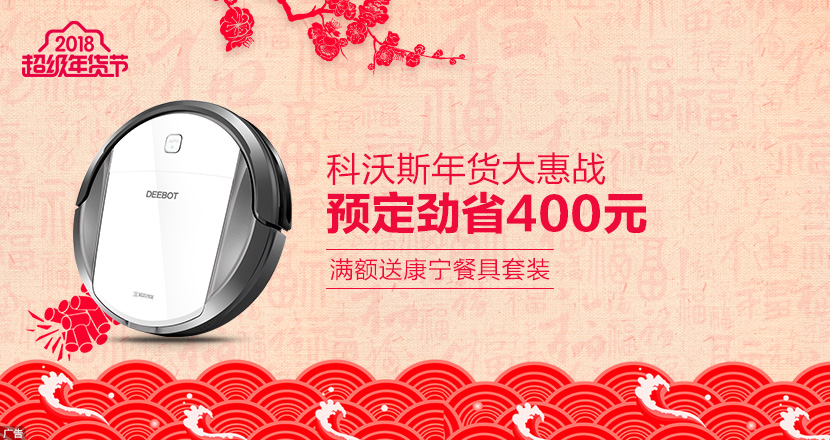 2018
超级年货节
DEEBOT
科沃斯年货大惠战
预定劲省400元
满额送康宁餐具套装
福
广告